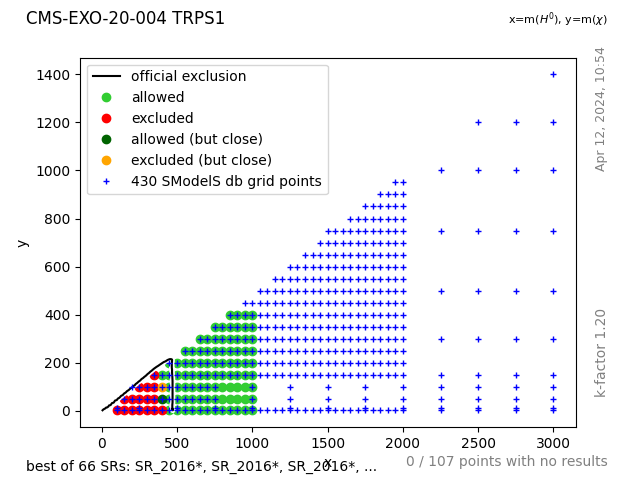 CMS-EXO-20-004 TRPS1
x=m(H⁰), y=m(χ)
official exclusion
allowed
excluded
allowed (but close)
excluded (but close)
430 SModelS db grid points
1400
1200
1000
800
600
400
200
0
y
0 500 1000 1500 2000 2500 3000
x
Apr 12, 2024, 10:54
k-factor 1.20
best of 66 SRs: SR_2016*, SR_2016*, SR_2016*, ...
0 / 107 points with no results